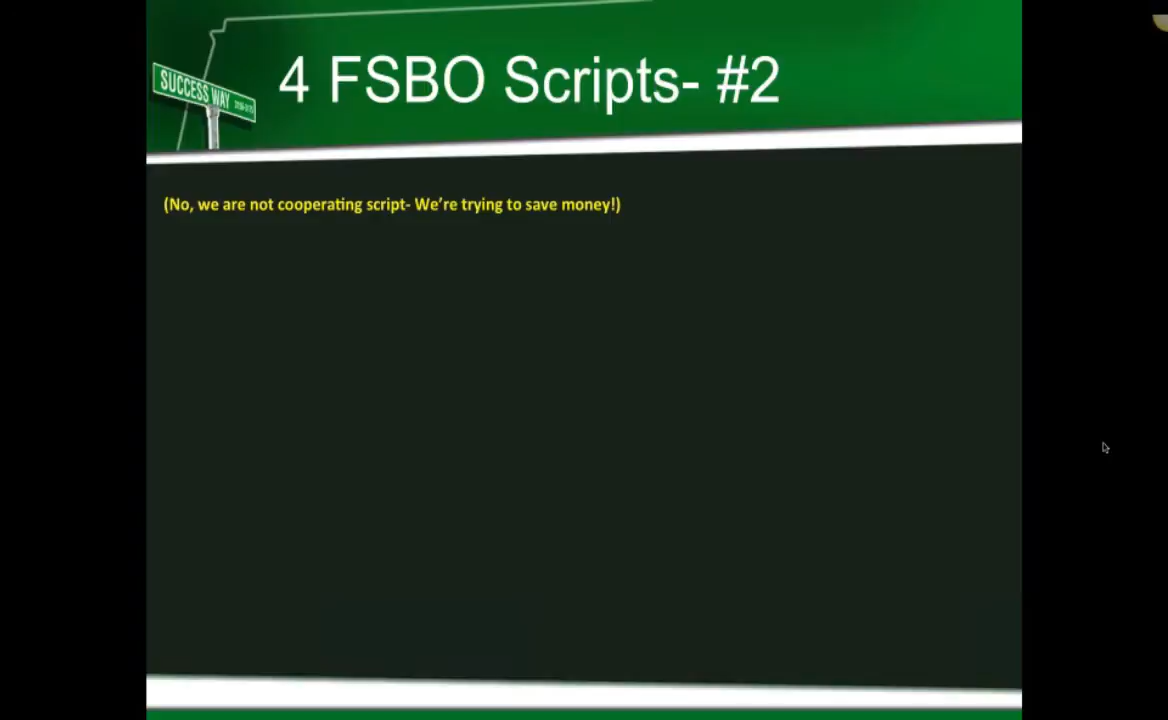 4 FSBO Scripts- #2
SUCCESS WAY
(No, we are not cooperating script- We're trying to save money!)